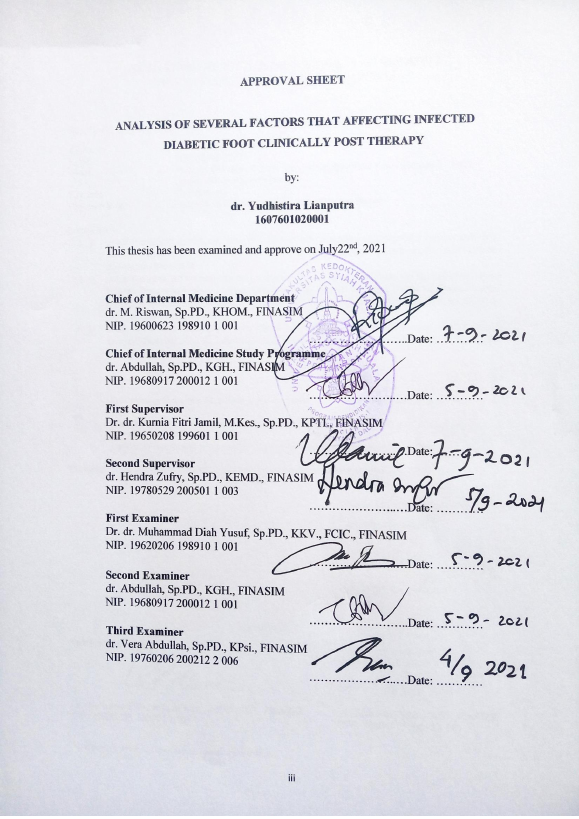 APPROVAL SHEET
ANALYSIS OF SEVERAL FACTORS THAT AFFECTING INFECTED
DIABETIC FOOT CLINICALLY POST THERAPY
by:
dr. Yudhistira Lianputra
1607601020001
This thesis has been examined and approve on July22nd, 2021
Chief of Internal Medicine Department
dr. M. Riswan, Sp.PD., KHOM., FINASIM
NIP. 19600623 198910 1 001
Date: 7-9-2021
Chief of Internal Medicine Study Programme
dr. Abdullah, Sp.PD., KGH., FINASIM
NIP. 19680917 200012 1 001
Date: 5-9-2021
First Supervisor
Dr. dr. Kurnia Fitri Jamil, M.Kes., Sp.PD., KPTI., FINASIM
NIP. 19650208 199601 1 001
Date: 7-9-2021
Second Supervisor
dr. Hendra Zufry, Sp.PD., KEMD., FINASIM
NIP. 19780529 200501 1 003
Hendra
Date: 5/9-2021
First Examiner
Dr. dr. Muhammad Diah Yusuf, Sp.PD., KKV., FCIC., FINASIM
NIP. 19620206 198910 1 001
Date: 5-9-2021
Second Examiner
dr. Abdullah, Sp.PD., KGH., FINASIM
NIP. 19680917 200012 1 001
Date: 5-9-2021
Third Examiner
dr. Vera Abdullah, Sp.PD., KPsi., FINASIM
NIP. 19760206 200212 2 006
Date: 4/9 2021
iii